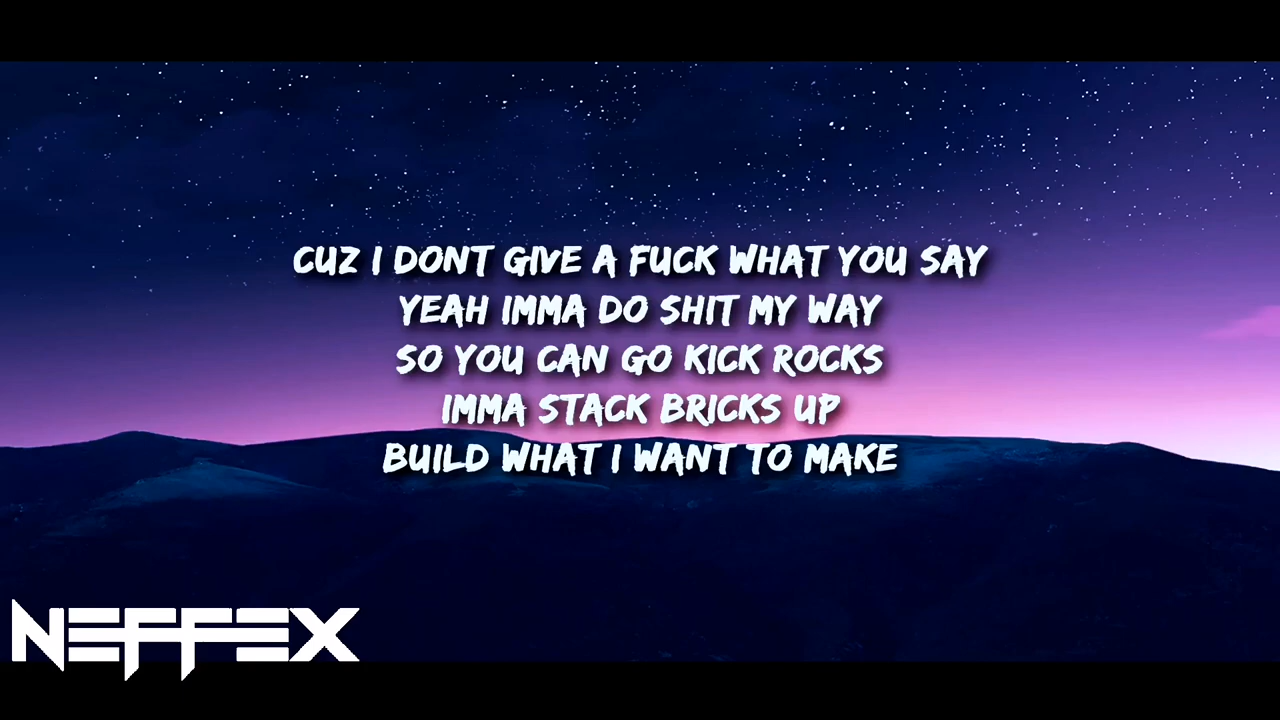 CUZ I DONT GIVE A FUCK WHAT YOU SAY
YEAH IMMA DO SHIT MY WAY
SO YOU CAN GO KICK ROCKS
IMMA STACK BRICKS UP
BUILD WHAT I WANT TO MAKE
NEFFEX